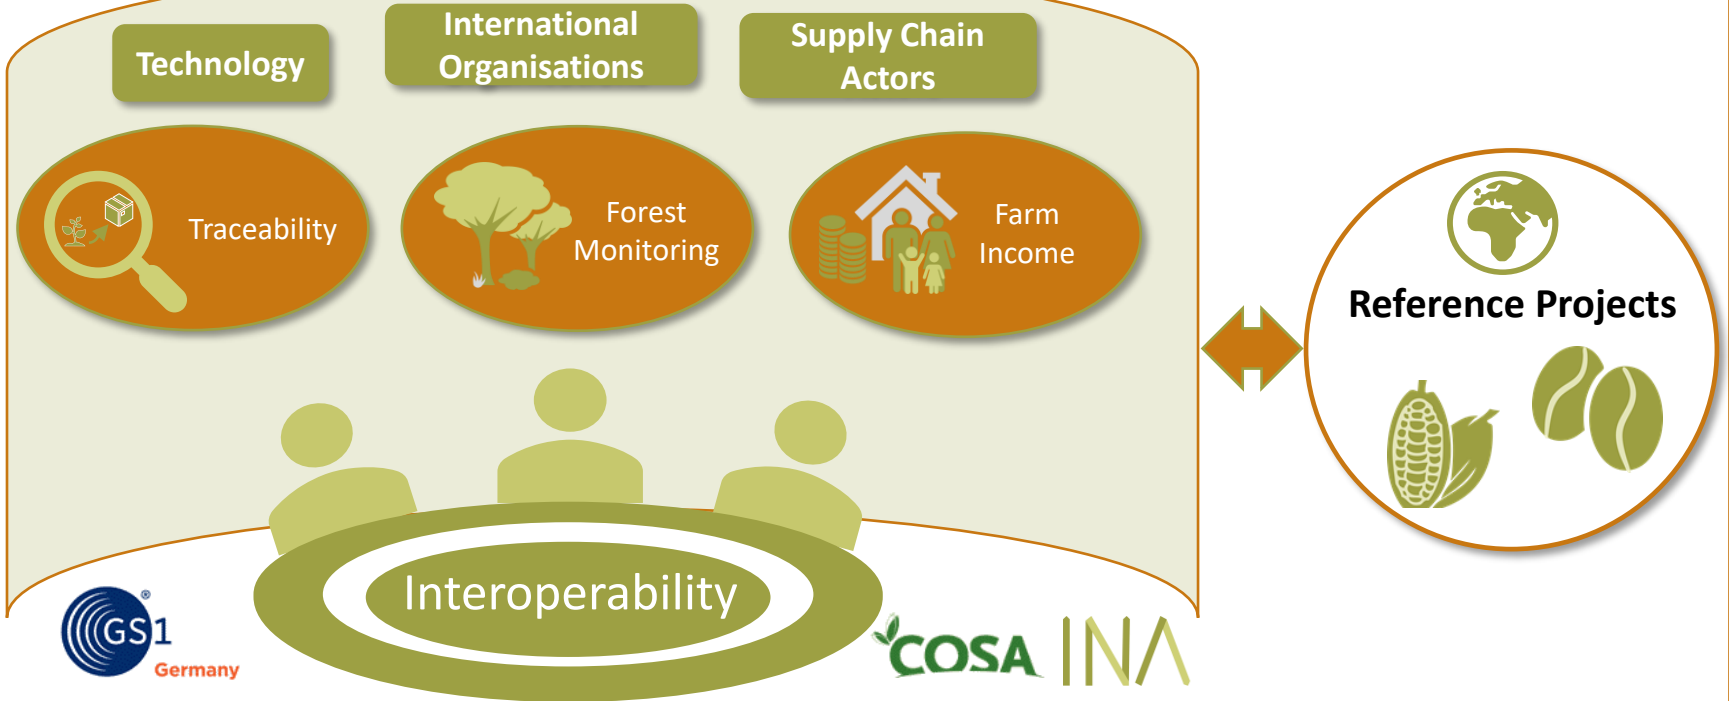 Technology
International
Organisations
Supply Chain
Actors
Traceability
Forest
Monitoring
Farm
Income
Reference Projects
Interoperability
GS1
®
Germany
COSA
INA